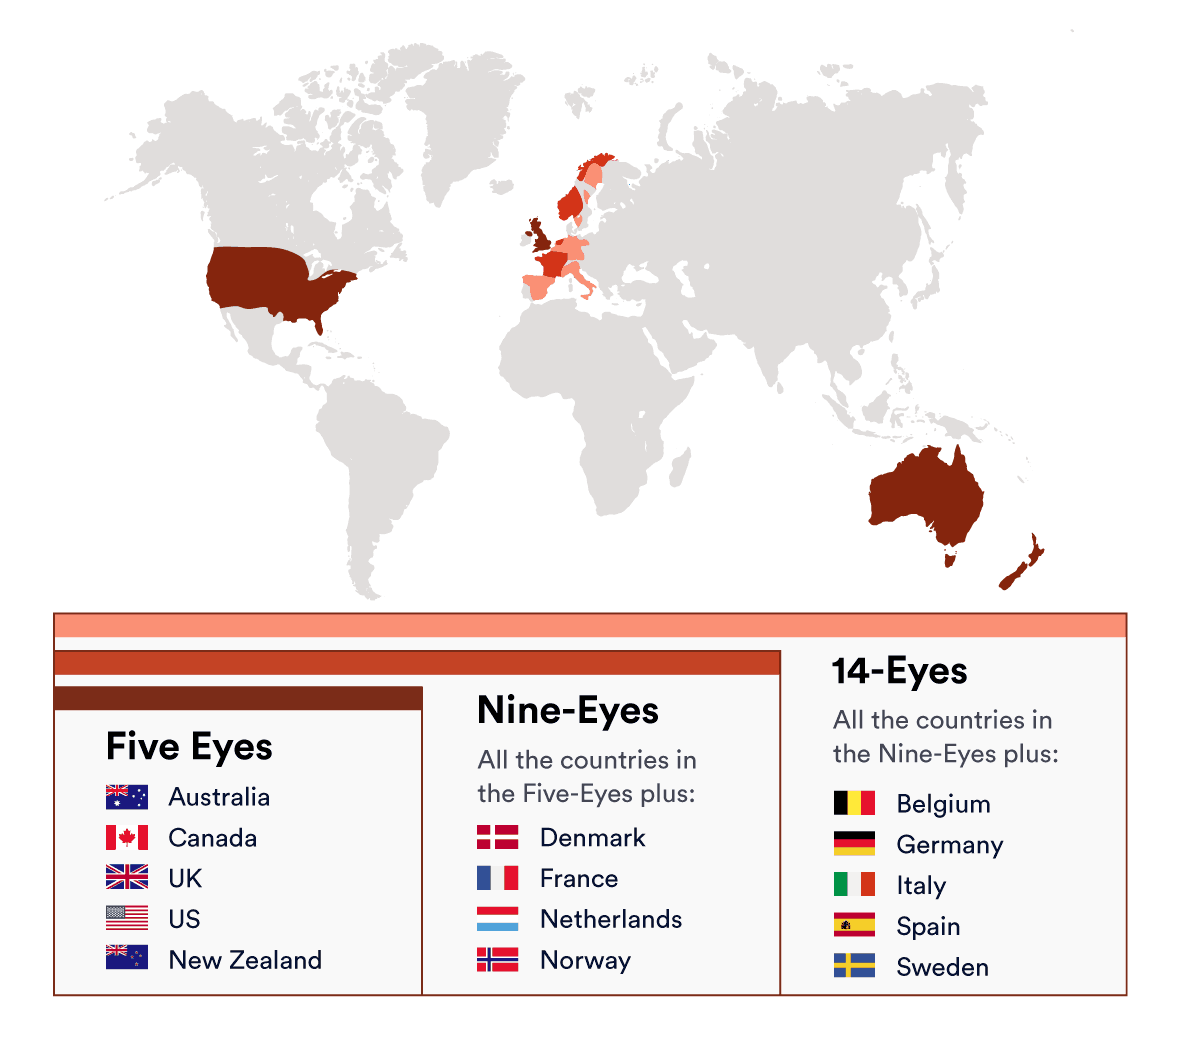 Five Eyes
Australia
Canada
UK
US
New Zealand
Nine-Eyes
All the countries in
the Five-Eyes plus:
Denmark
France
Netherlands
Norway
14-Eyes
All the countries in
the Nine-Eyes plus:
Belgium
Germany
Italy
Spain
Sweden